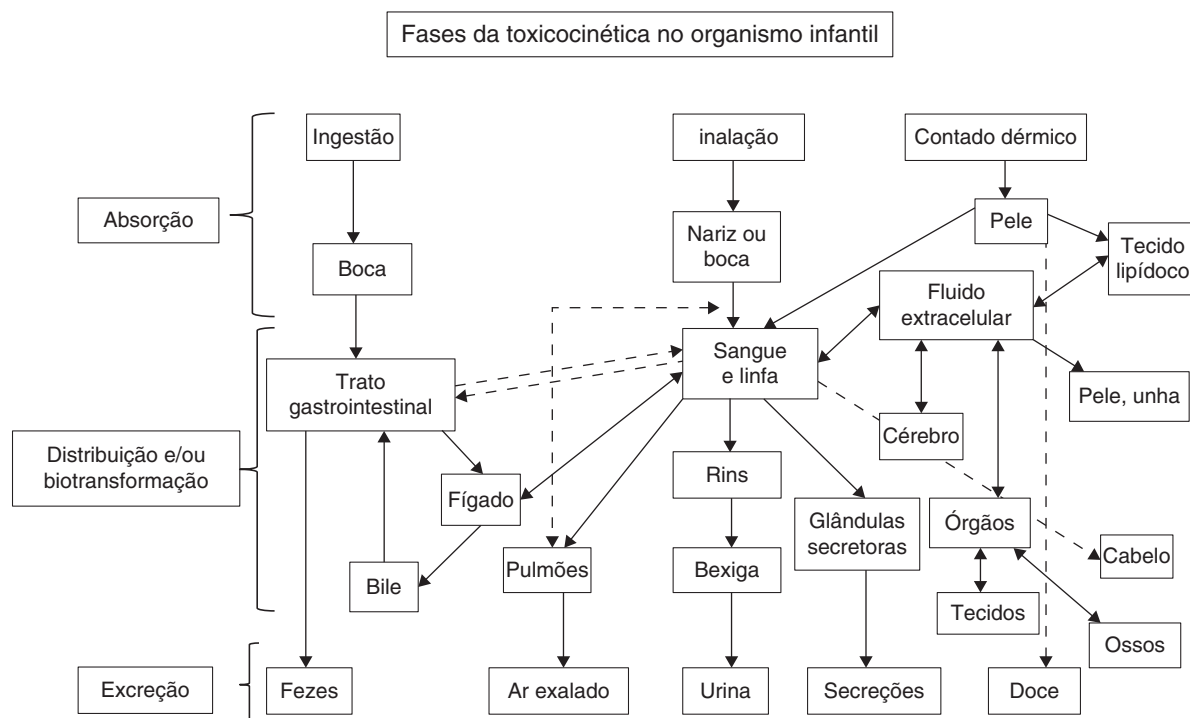 Fases da toxicocinética no organismo infantil
Ingestão
inalação
Contado dérmico
Absorção
Boca
Nariz ou
boca
Pele
Tecido
lipídoco
Fluido
extracelular
Distribuição e/ou
biotransformação
Trato
gastrointestinal
Sangue
e linfa
Pele, unha
Cérebro
Fígado
Rins
Glândulas
secretoras
Órgãos
Cabelo
Bile
Pulmões
Bexiga
Tecidos
Ossos
Excreção
Fezes
Ar exalado
Urina
Secreções
Doce